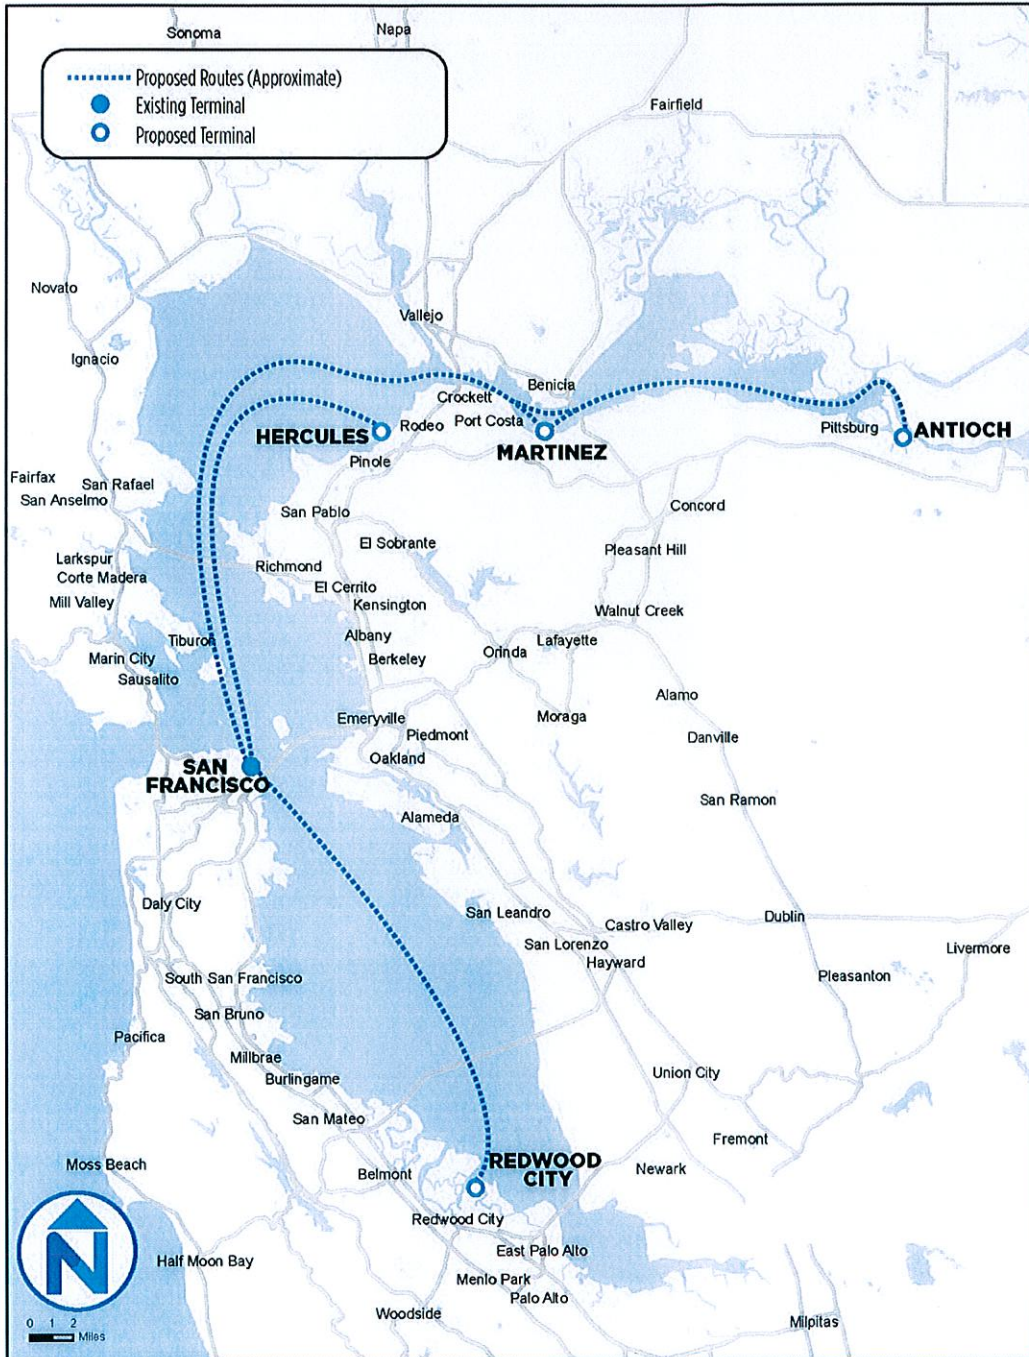 Sonoma
Napa
Proposed Routes (Approximate)
Existing Terminal
Proposed Terminal
Fairfield
Novato
Vallejo
Ignacio
Benicia
Crockett
Port Costa
Rodeo
HERCULES
MARTINEZ
Pittsburg
ANTIOCH
Pinole
Fairfax
San Rafael
San Anselmo
Concord
San Pablo
El Sobrante
Pleasant Hill
Larkspur
Corte Madera
Richmond
El Cerrito
Mill Valley
Kensington
Walnut Creek
Tiburon
Albany
Lafayette
Orinda
Marin City
Berkeley
Sausalito
Alamo
Emeryville
Moraga
Piedmont
Danville
Oakland
SAN
FRANCISCO
San Ramon
Alameda
Daly City
San Leandro
Castro Valley
Dublin
San Lorenzo
Livermore
Hayward
South San Francisco
Pleasanton
San Bruno
Pacifica
Millbrae
Burlingame
Union City
San Mateo
Fremont
Moss Beach
Belmont
REDWOOD
CITY
Newark
Redwood City
Half Moon Bay
East Palo Alto
Menlo Park
Palo Alto
Woodside
Milpitas
N
0 1 2
Miles